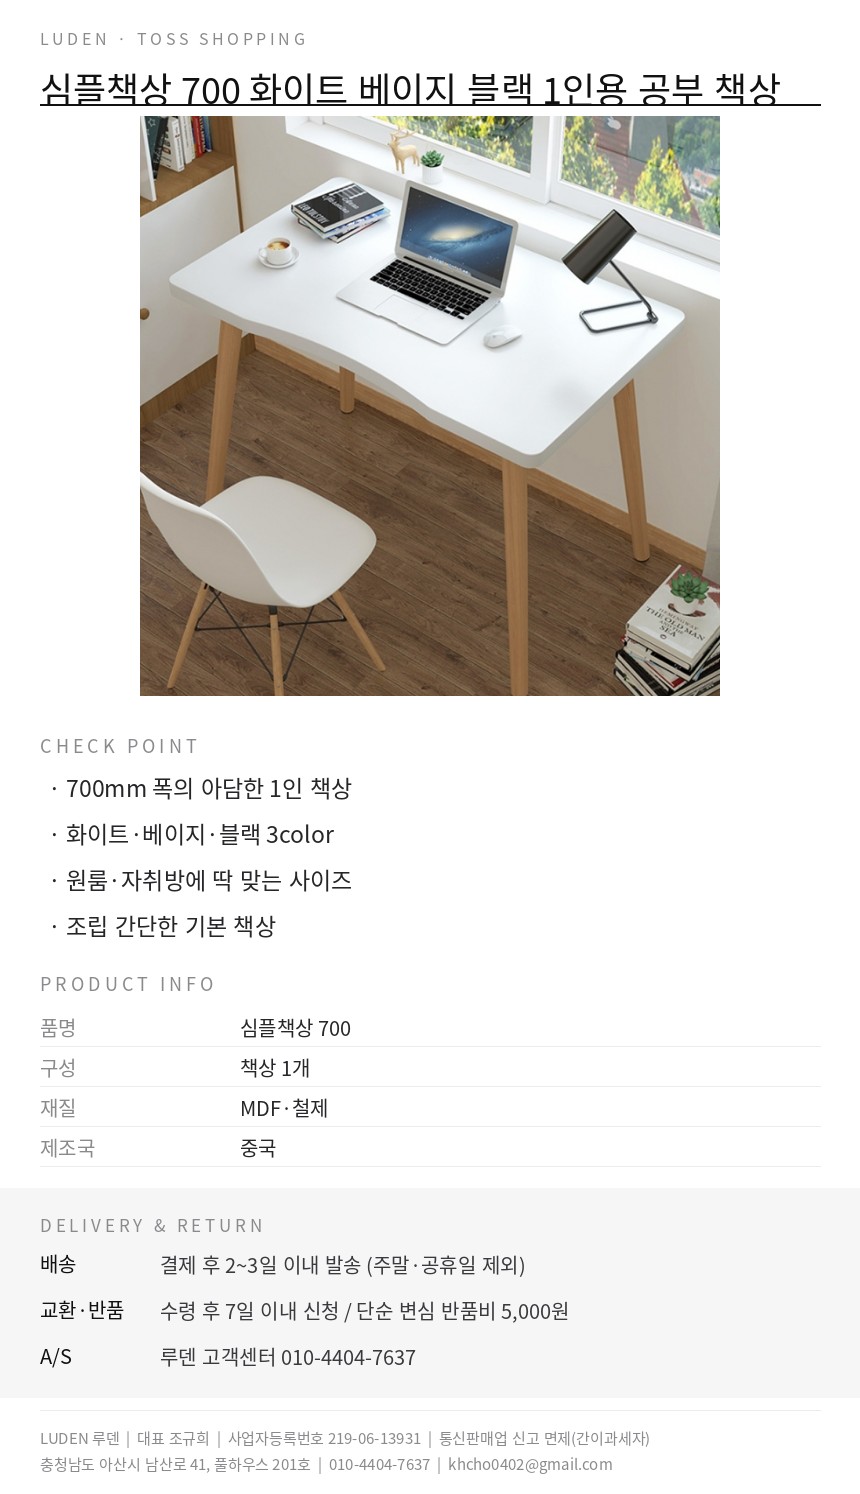 LUDEN · TOSS SHOPPING
심플책상 700 화이트 베이지 블랙 1인용 공부 책상
THE OLD MAN
SEA
CHECK POINT
· 700mm 폭의 아담한 1인 책상
· 화이트·베이지·블랙 3color
· 원룸·자취방에 딱 맞는 사이즈
· 조립 간단한 기본 책상
PRODUCT INFO
품명 심플책상 700
구성 책상 1개
재질 MDF·철제
제조국 중국
DELIVERY & RETURN
배송 결제 후 2~3일 이내 발송 (주말·공휴일 제외)
교환·반품 수령 후 7일 이내 신청 / 단순 변심 반품비 5,000원
A/S 루덴 고객센터 010-4404-7637
LUDEN 루덴 | 대표 조규희 | 사업자등록번호 219-06-13931 | 통신판매업 신고 면제(간이과세자)
충청남도 아산시 남산로 41, 풀하우스 201호 | 010-4404-7637 | khcho0402@gmail.com